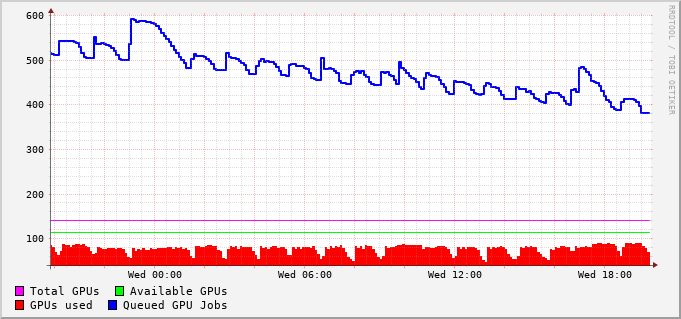 600
500
400
300
200
100
Wed 00:00 Wed 06:00 Wed 12:00 Wed 18:00
Total GPUs Available GPUs
GPUs used Queued GPU Jobs
RRDTOOL / TOBI OETIKER